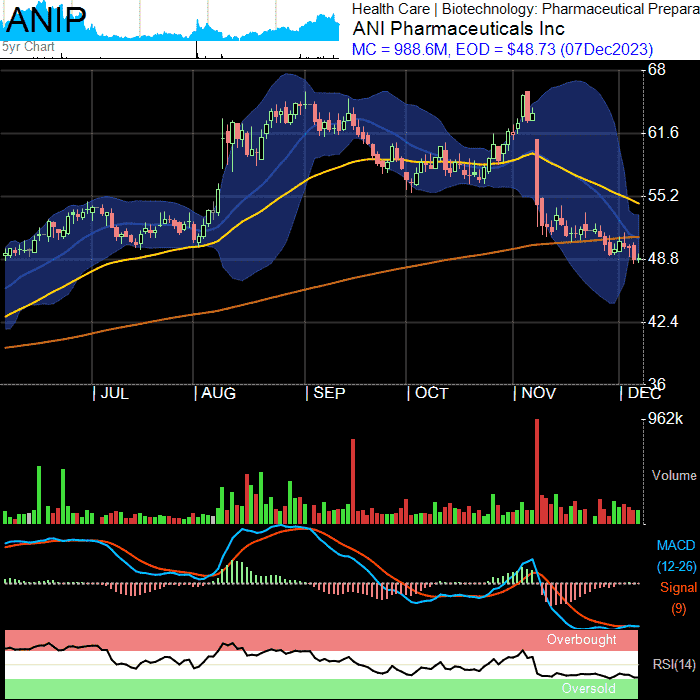 ANIP
5yr Chart
Health Care | Biotechnology: Pharmaceutical Prepara
ANI Pharmaceuticals Inc
MC = 988.6M, EOD = $48.73 (07Dec2023)
68
61.6
55.2
48.8
42.4
36
| JUL | AUG | SEP | OCT | NOV | DEC
962k
Volume
MACD
(12-26)
Signal
(9)
Overbought
RSI(14)
Oversold